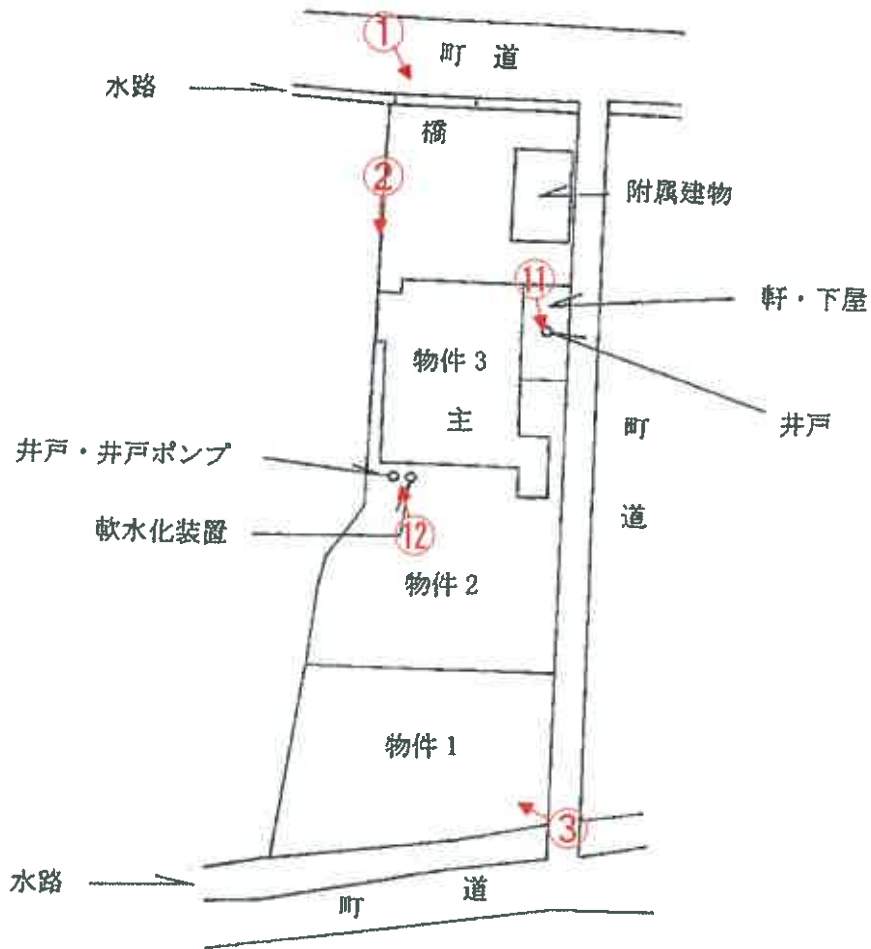 ①
町 道
水路
橋
②
附属建物
⑪
軒・下屋
物件3
主
井戸
町
道
井戸・井戸ポンプ
軟水化装置
⑫
物件2
物件1
③
水路
町 道